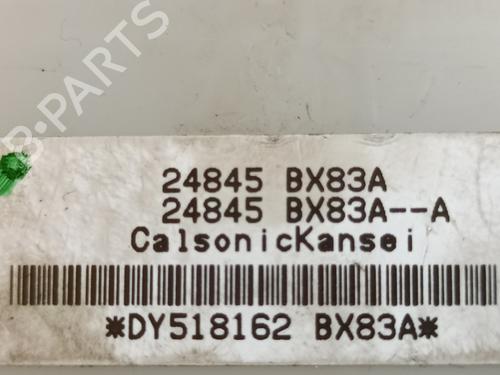 B-PARTS
24845 BX83A
24845 BX83A--A
CalsonicKansei
*DY518162 BX83A*